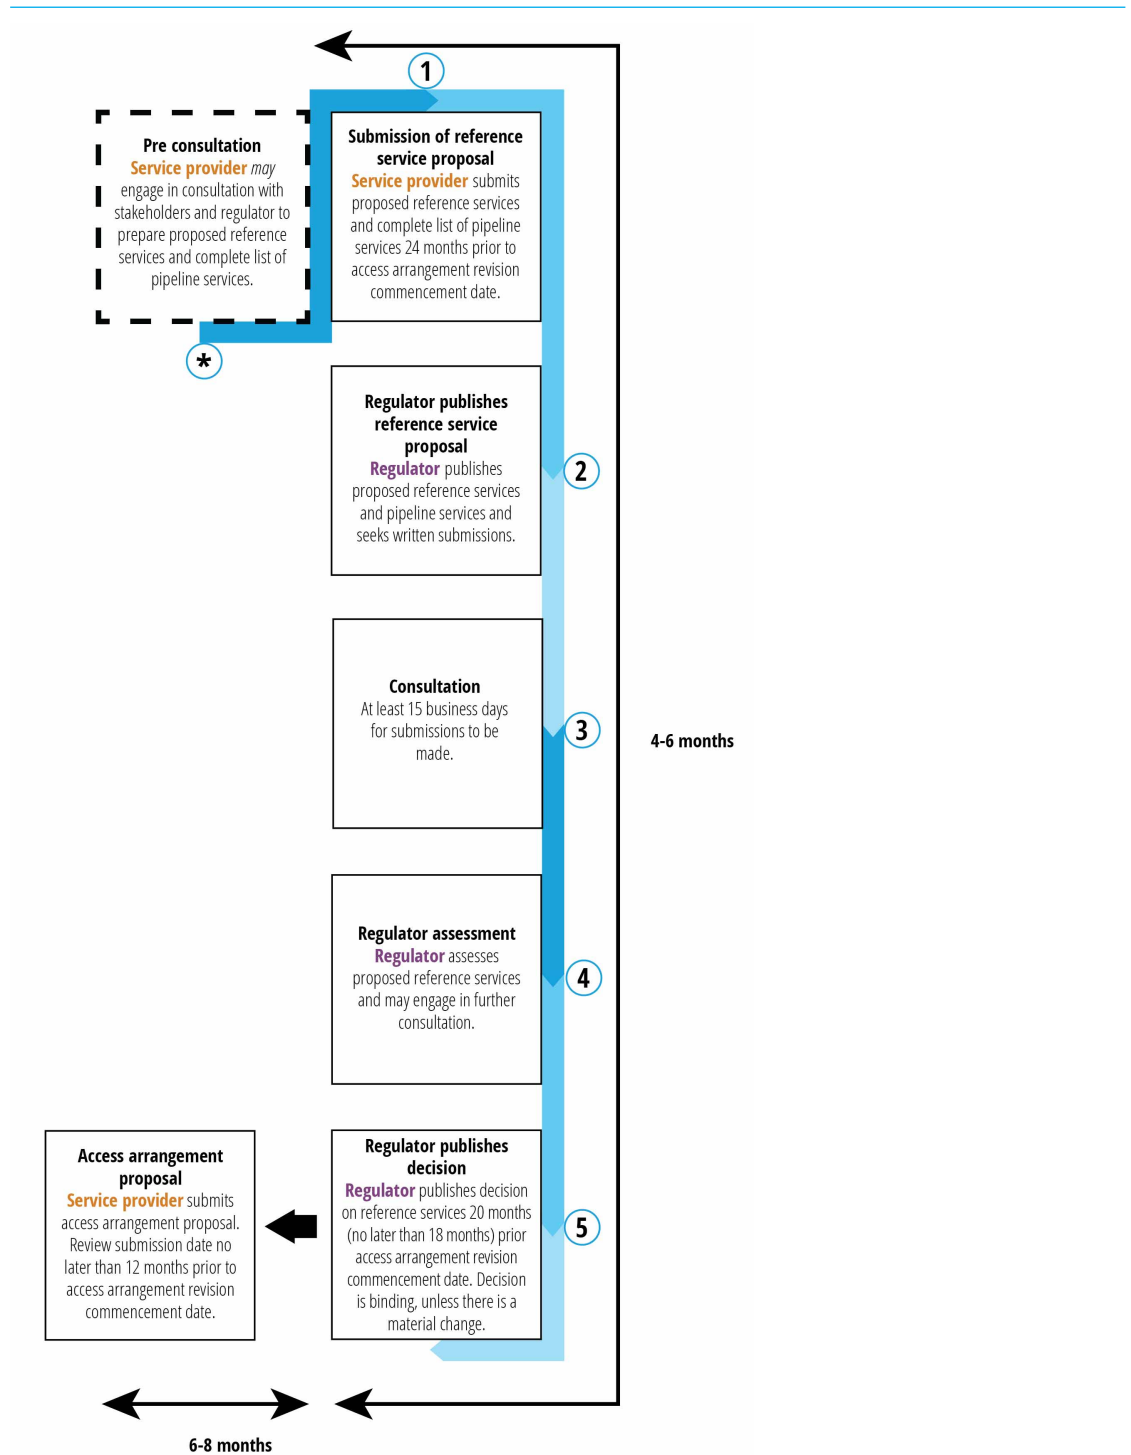 1
Pre consultation
Service provider may
engage in consultation with
stakeholders and regulator to
prepare proposed reference
services and complete list of
pipeline services.
*
Submission of reference
service proposal
Service provider submits
proposed reference services
and complete list of pipeline
services 24 months prior to
access arrangement revision
commencement date.
Regulator publishes
reference service
proposal
Regulator publishes
proposed reference services
and pipeline services and
seeks written submissions.
2
Consultation
At least 15 business days
for submissions to be
made.
3
4-6 months
Regulator assessment
Regulator assesses
proposed reference services
and may engage in further
consultation.
4
Regulator publishes
decision
Regulator publishes decision
on reference services 20 months
(no later than 18 months) prior
access arrangement revision
commencement date. Decision
is binding, unless there is a
material change.
5
Access arrangement
proposal
Service provider submits
access arrangement proposal.
Review submission date no
later than 12 months prior to
access arrangement revision
commencement date.
6-8 months